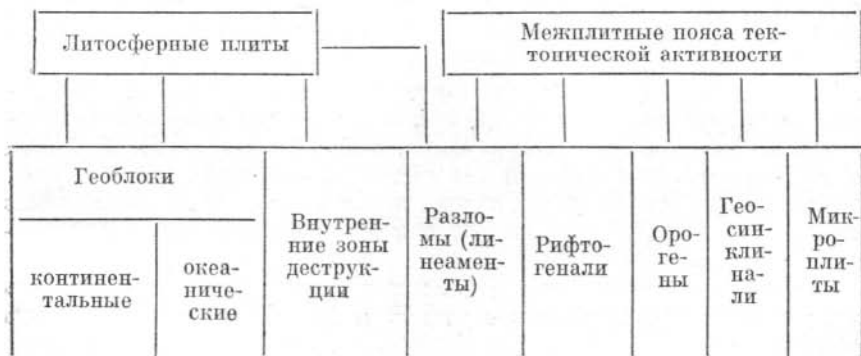 Литосферные плиты
Межплитные пояса тек-
тонической активности
Геоблоки
континен-
тальные
океа-
ниче-
ские
Внутрен-
ние зоны
деструк-
ции
Разло-
мы (ли-
неамен-
ты)
Рифто-
генали
Оро-
ге-
ны
Гео-
син-
кли-
на-
ли
Мик-
ро-
пли-
ты